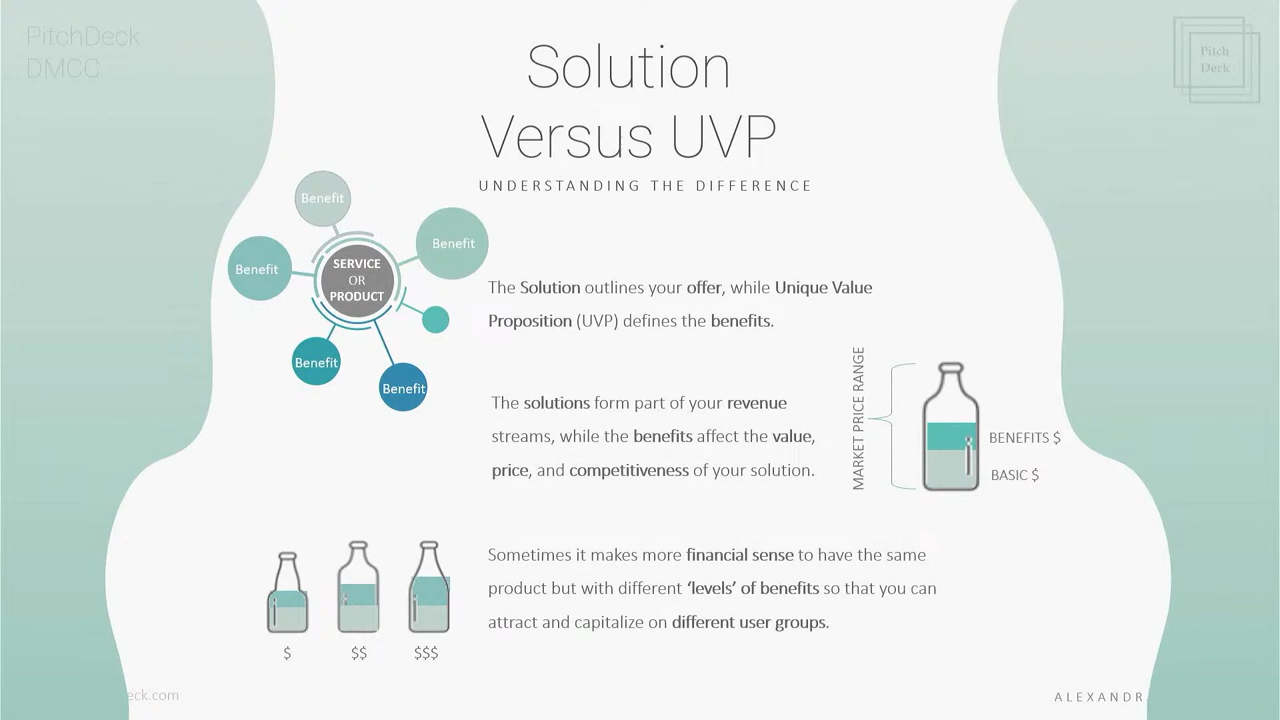 PitchDeck
DMCC
Pitch
Deck
Solution
Versus UVP
UNDERSTANDING THE DIFFERENCE
Benefit
Benefit
Benefit
SERVICE
OR
PRODUCT
Benefit
Benefit
The Solution outlines your offer, while Unique Value
Proposition (UVP) defines the benefits.
The solutions form part of your revenue
streams, while the benefits affect the value,
price, and competitiveness of your solution.
MARKET PRICE RANGE
BENEFITS $
BASIC $
Sometimes it makes more financial sense to have the same
product but with different ‘levels’ of benefits so that you can
attract and capitalize on different user groups.
$
$$
$$$
eck.com
ALEXANDR